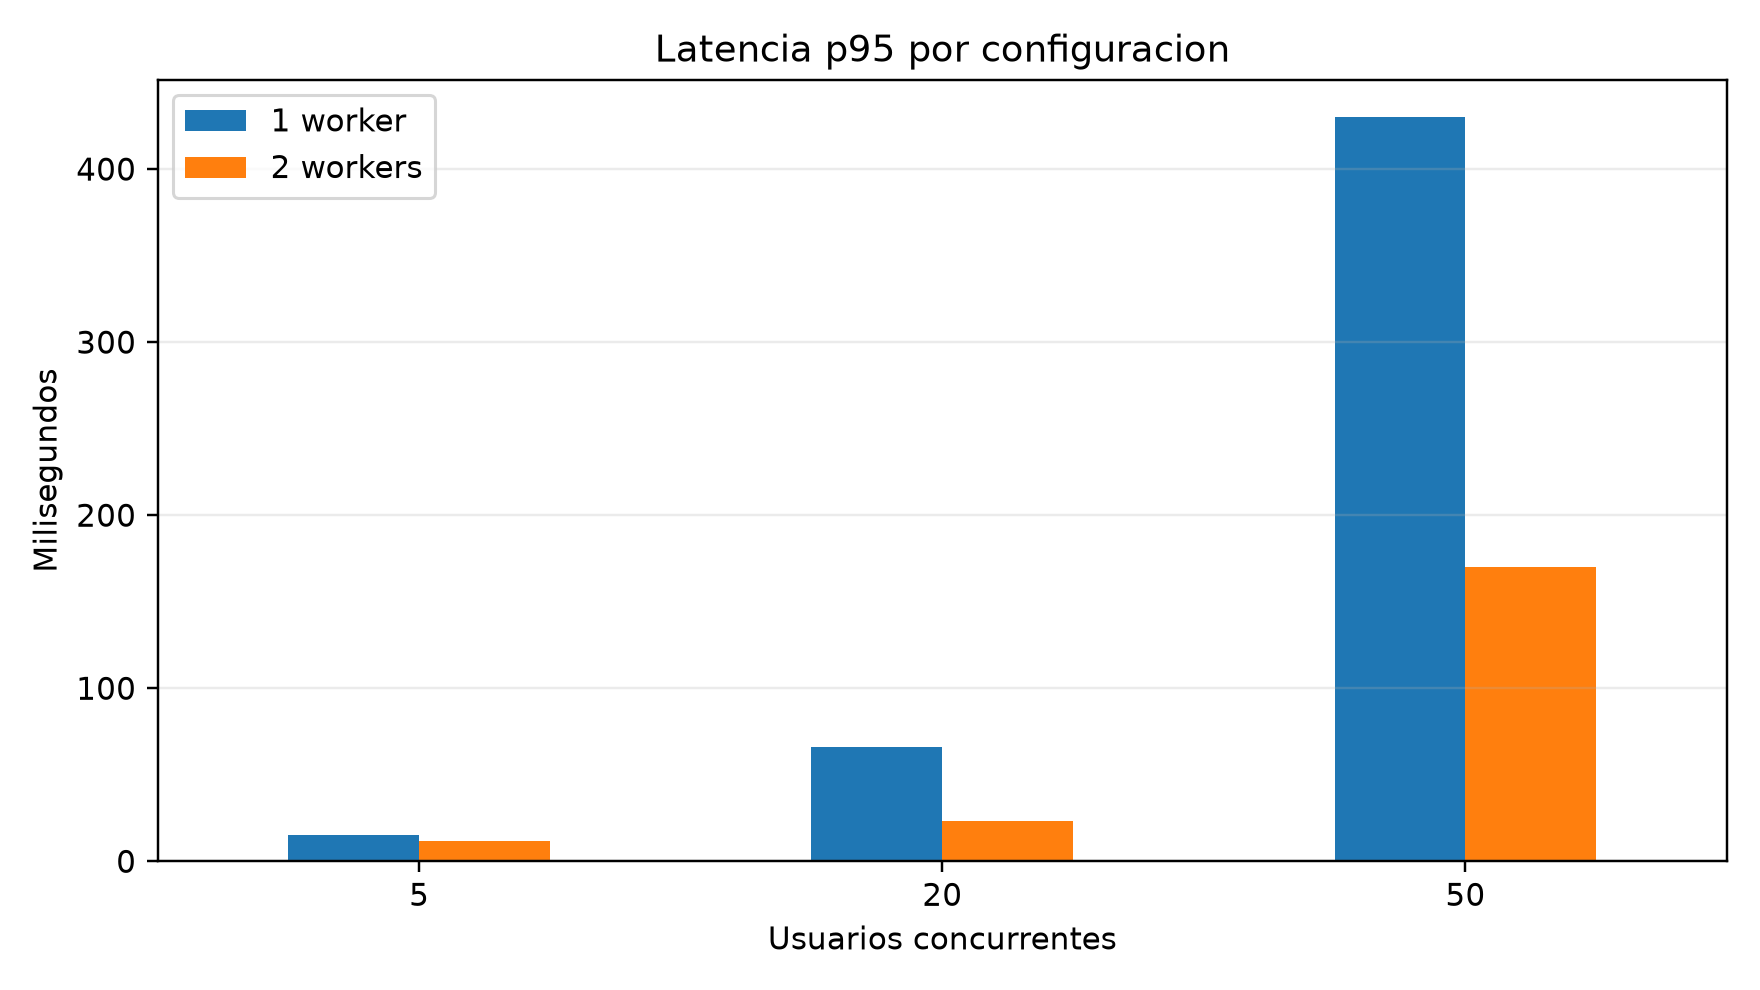 Latencia p95 por configuracion
1 worker
2 workers
Milisegundos
400
300
200
100
0
5
20
50
Usuarios concurrentes